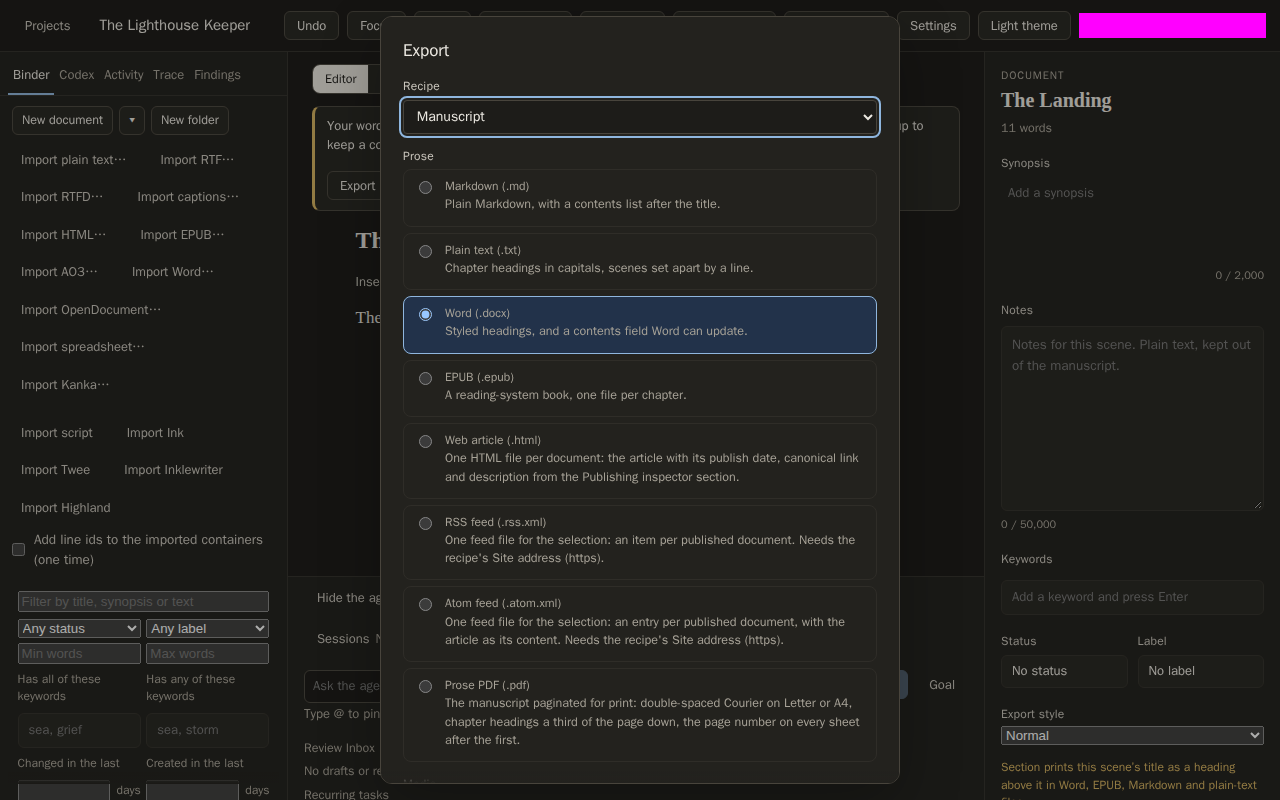 Projects
The Lighthouse Keeper
Undo
Settings
Light theme
Binder
Codex
Activity
Trace
Findings
New document
New folder
Import plain text…
Import RTF…
Import RTFD…
Import captions…
Import HTML…
Import EPUB…
Import AO3…
Import Word…
Import OpenDocument…
Import spreadsheet…
Import Kanka…
Import script
Import Ink
Import Twee
Import Inklewriter
Import Highland
Add line ids to the imported containers
(one time)
Filter by title, synopsis or text
Any status
Any label
Min words
Max words
Has all of these
keywords
Has any of these
keywords
sea, grief
sea, storm
Changed in the last
Created in the last
days
days
Editor
Your
up to
keep a
Export
Hide the
Sessions
Ask the
Goal
Type @ to
Review Inbox
No drafts or
Recurring tasks
Export
Recipe
Manuscript
Prose
Markdown (.md)
Plain Markdown, with a contents list after the title.
Plain text (.txt)
Chapter headings in capitals, scenes set apart by a line.
Word (.docx)
Styled headings, and a contents field Word can update.
EPUB (.epub)
A reading-system book, one file per chapter.
Web article (.html)
One HTML file per document: the article with its publish date, canonical link
and description from the Publishing inspector section.
RSS feed (.rss.xml)
One feed file for the selection: an item per published document. Needs the
recipe's Site address (https).
Atom feed (.atom.xml)
One feed file for the selection: an entry per published document, with the
article as its content. Needs the recipe's Site address (https).
Prose PDF (.pdf)
The manuscript paginated for print: double-spaced Courier on Letter or A4,
chapter headings a third of the page down, the page number on every sheet
after the first.
DOCUMENT
The Landing
11 words
Synopsis
Add a synopsis
0 / 2,000
Notes
Notes for this scene. Plain text, kept out
of the manuscript.
0 / 50,000
Keywords
Add a keyword and press Enter
Status
Label
No status
No label
Export style
Normal
Section prints this scene's title as a heading
above it in Word, EPUB, Markdown and plain-text